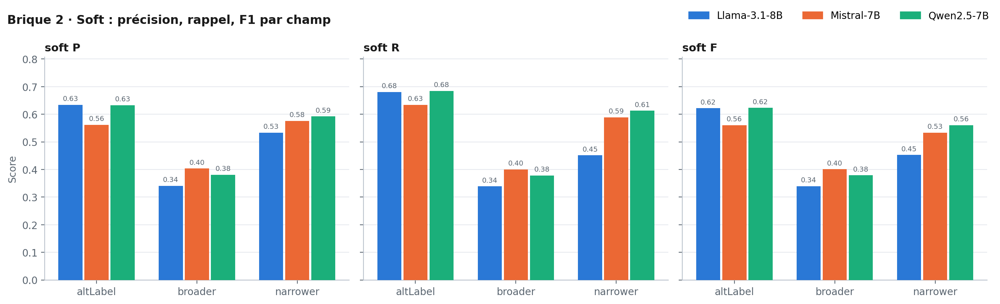 Brique 2 · Soft : précision, rappel, F1 par champ
Llama-3.1-8B Mistral-7B Qwen2.5-7B
soft P
Score
0.8
0.7
0.6
0.5
0.4
0.3
0.2
0.1
0.0
0.63 0.56 0.63
0.34 0.40 0.38
0.53 0.58 0.59
altLabel broader narrower
soft R
0.68 0.63 0.68
0.34 0.40 0.38
0.45 0.59 0.61
altLabel broader narrower
soft F
0.62 0.56 0.62
0.34 0.40 0.38
0.45 0.53 0.56
altLabel broader narrower